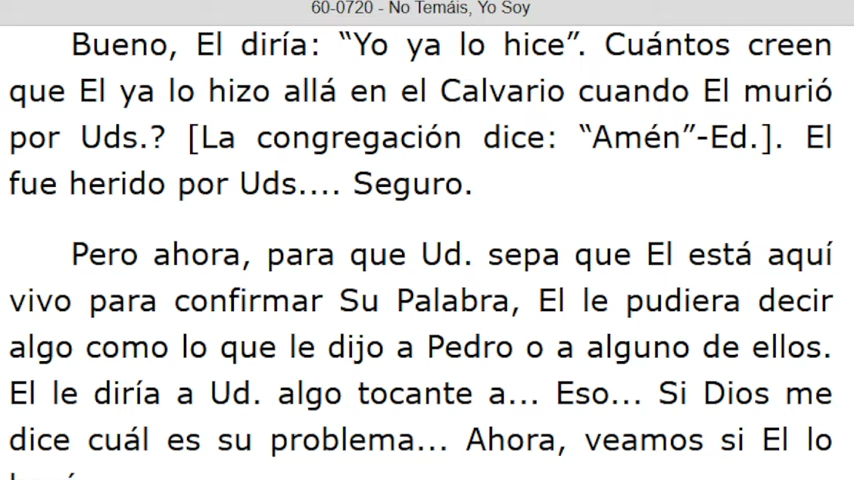 60-0720 - No Temáis, Yo Soy
Bueno, El diría: “Yo ya lo hice”. Cuántos creen
que El ya lo hizo allá en el Calvario cuando El murió
por Uds.? [La congregación dice: “Amén”-Ed.]. El
fue herido por Uds.... Seguro.
Pero ahora, para que Ud. sepa que El está aquí
vivo para confirmar Su Palabra, El le pudiera decir
algo como lo que le dijo a Pedro o a alguno de ellos.
El le diría a Ud. algo tocante a... Eso... Si Dios me
dice cuál es su problema... Ahora, veamos si El lo